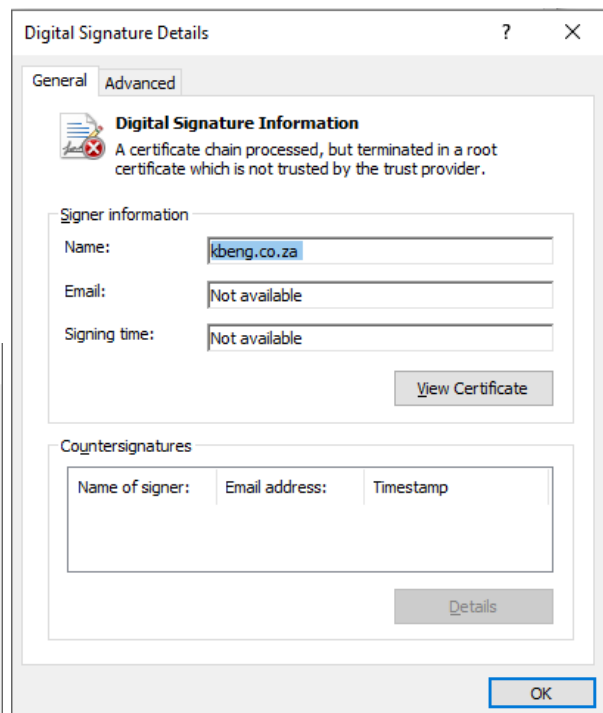 Digital Signature Details
General Advanced
Digital Signature Information
A certificate chain processed, but terminated in a root
certificate which is not trusted by the trust provider.
Signer information
Name: kbeng.co.za
Email: Not available
Signing time: Not available
View Certificate
Countersignatures
Name of signer: Email address: Timestamp
Details
OK